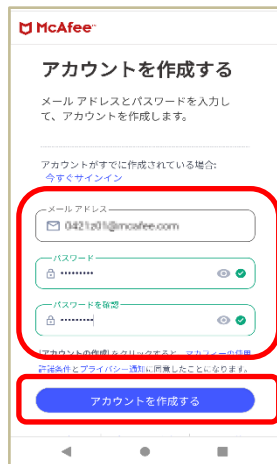 McAfee
アカウントを作成する
メール アドレスとパスワードを入力し
て、アカウントを作成します。
アカウントがすでに作成されている場合:
今すぐサインイン
メール アドレス
0421z01@mcafee.com
パスワード
•••••••••
パスワードを確認
•••••••••
[アカウントの作成]をクリックすると、マカフィーの使用
許諾条件とプライバシー通知に同意したことになります。
アカウントを作成する